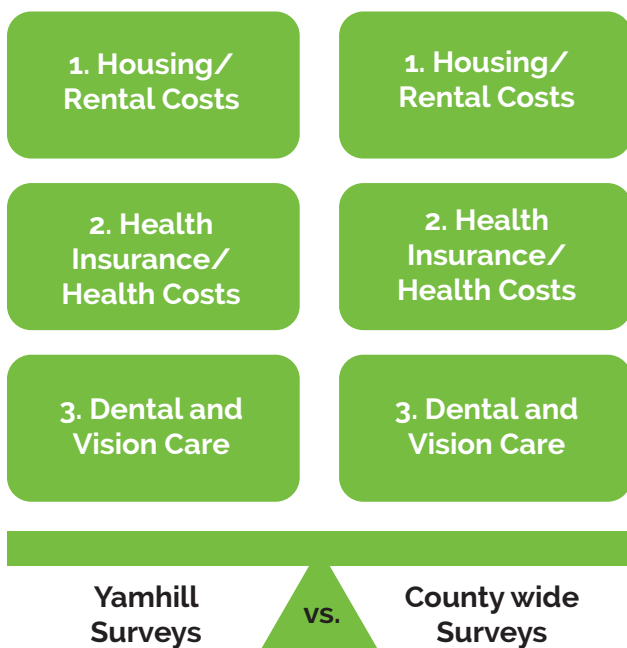 1. Housing/
Rental Costs
1. Housing/
Rental Costs
2. Health
Insurance/
Health Costs
2. Health
Insurance/
Health Costs
3. Dental and
Vision Care
3. Dental and
Vision Care
Yamhill
Surveys
vs.
County wide
Surveys